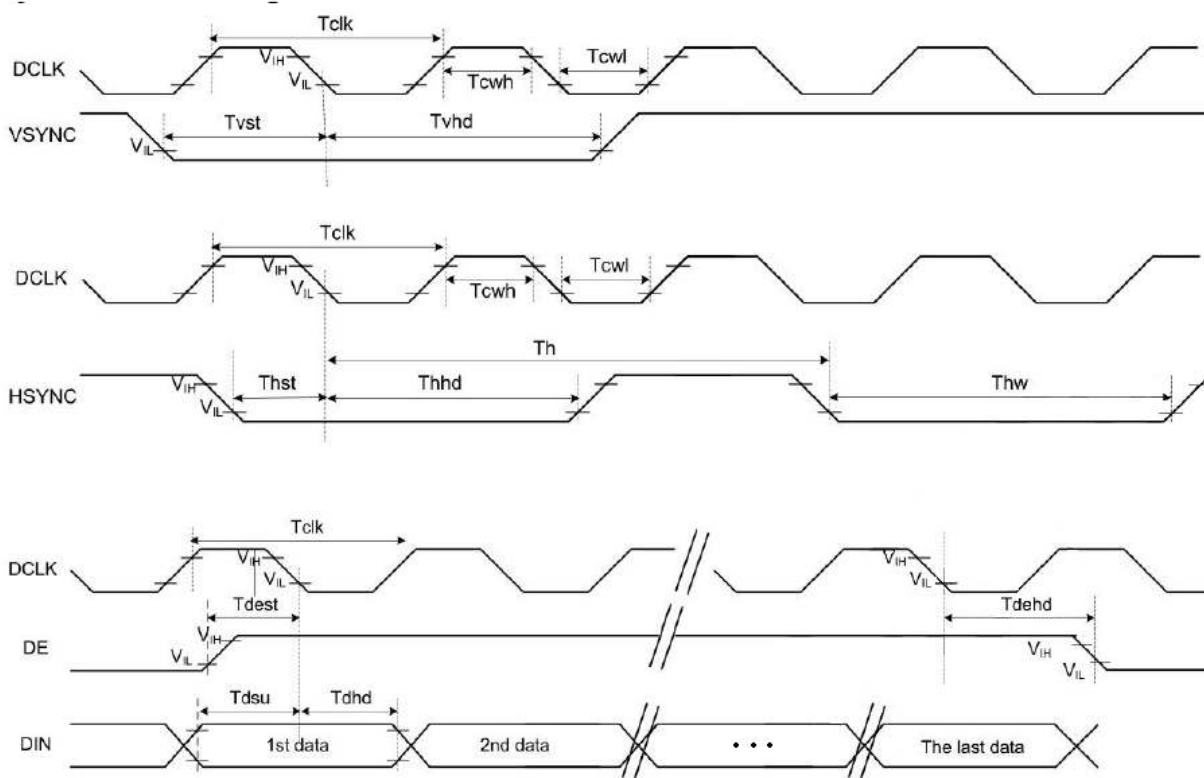 Tclk
DCLK
VIH
VIL
Tcwh
Tcwl
VSYNC
VIL
Tvst
Tvhd
Tclk
DCLK
VIH
VIL
Tcwh
Tcwl
Th
HSYNC
VIH
VIL
Thst
Thhd
Thw
Tclk
DCLK
VIH
VIL
VIH
VIL
Tdest
Tdehd
DE
VIH
VIL
VIH
VIL
Tdsu
Tdhd
DIN
1st data
2nd data
• • •
The last data